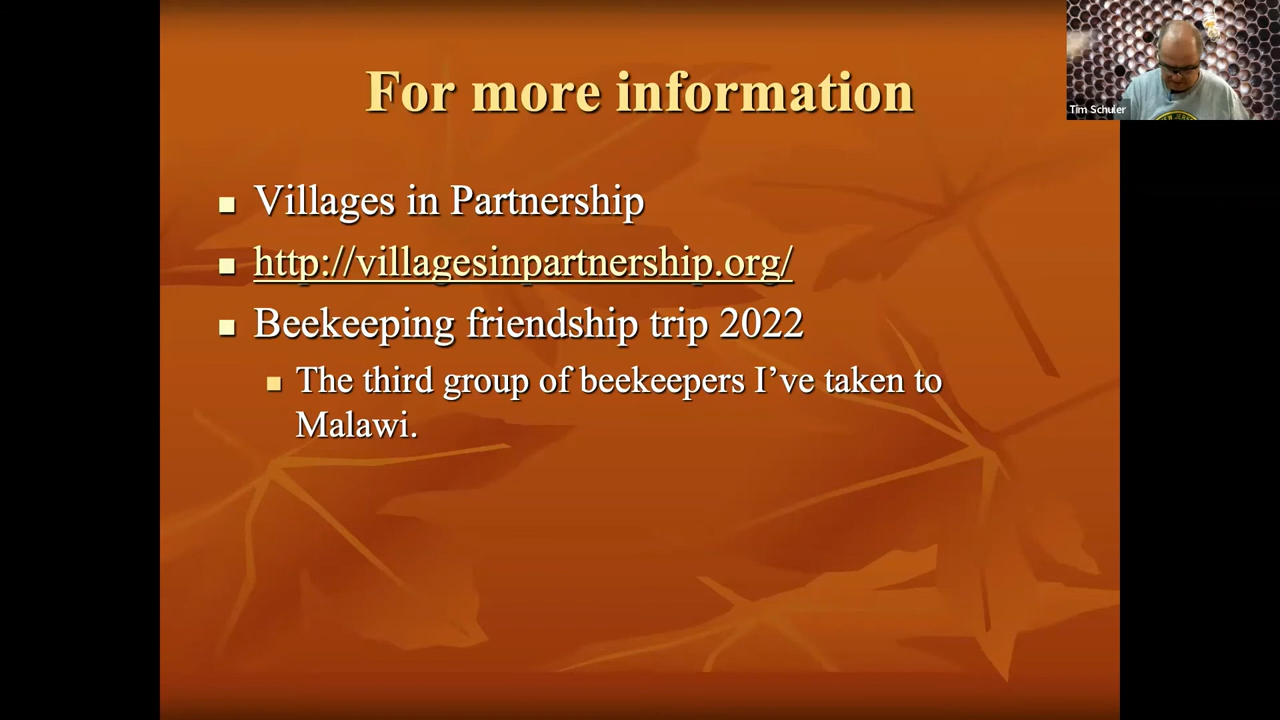 For more information
Villages in Partnership
http://villagesinpartnership.org/
Beekeeping friendship trip 2022
The third group of beekeepers I’ve taken to
Malawi.
Tim Schuler